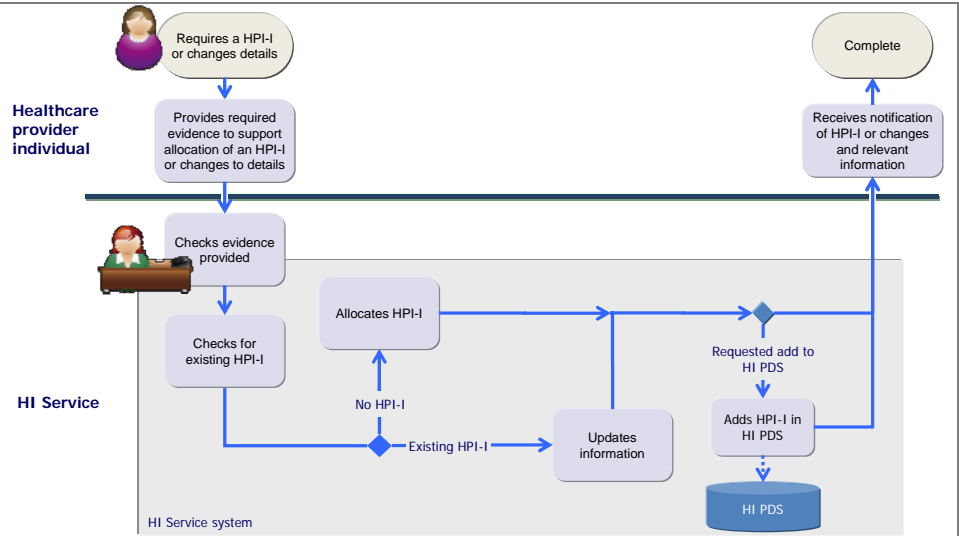 Requires a HPI-I
or changes details
Complete
Healthcare
provider
individual
Provides required
evidence to support
allocation of an HPI-I
or changes to details
Receives notification
of HPI-I or changes
and relevant
information
Checks evidence
provided
Allocates HPI-I
Checks for
existing HPI-I
Requested add to
HI PDS
No HPI-I
HI Service
Adds HPI-I in
HI PDS
Existing HPI-I
Updates
information
HI PDS
HI Service system